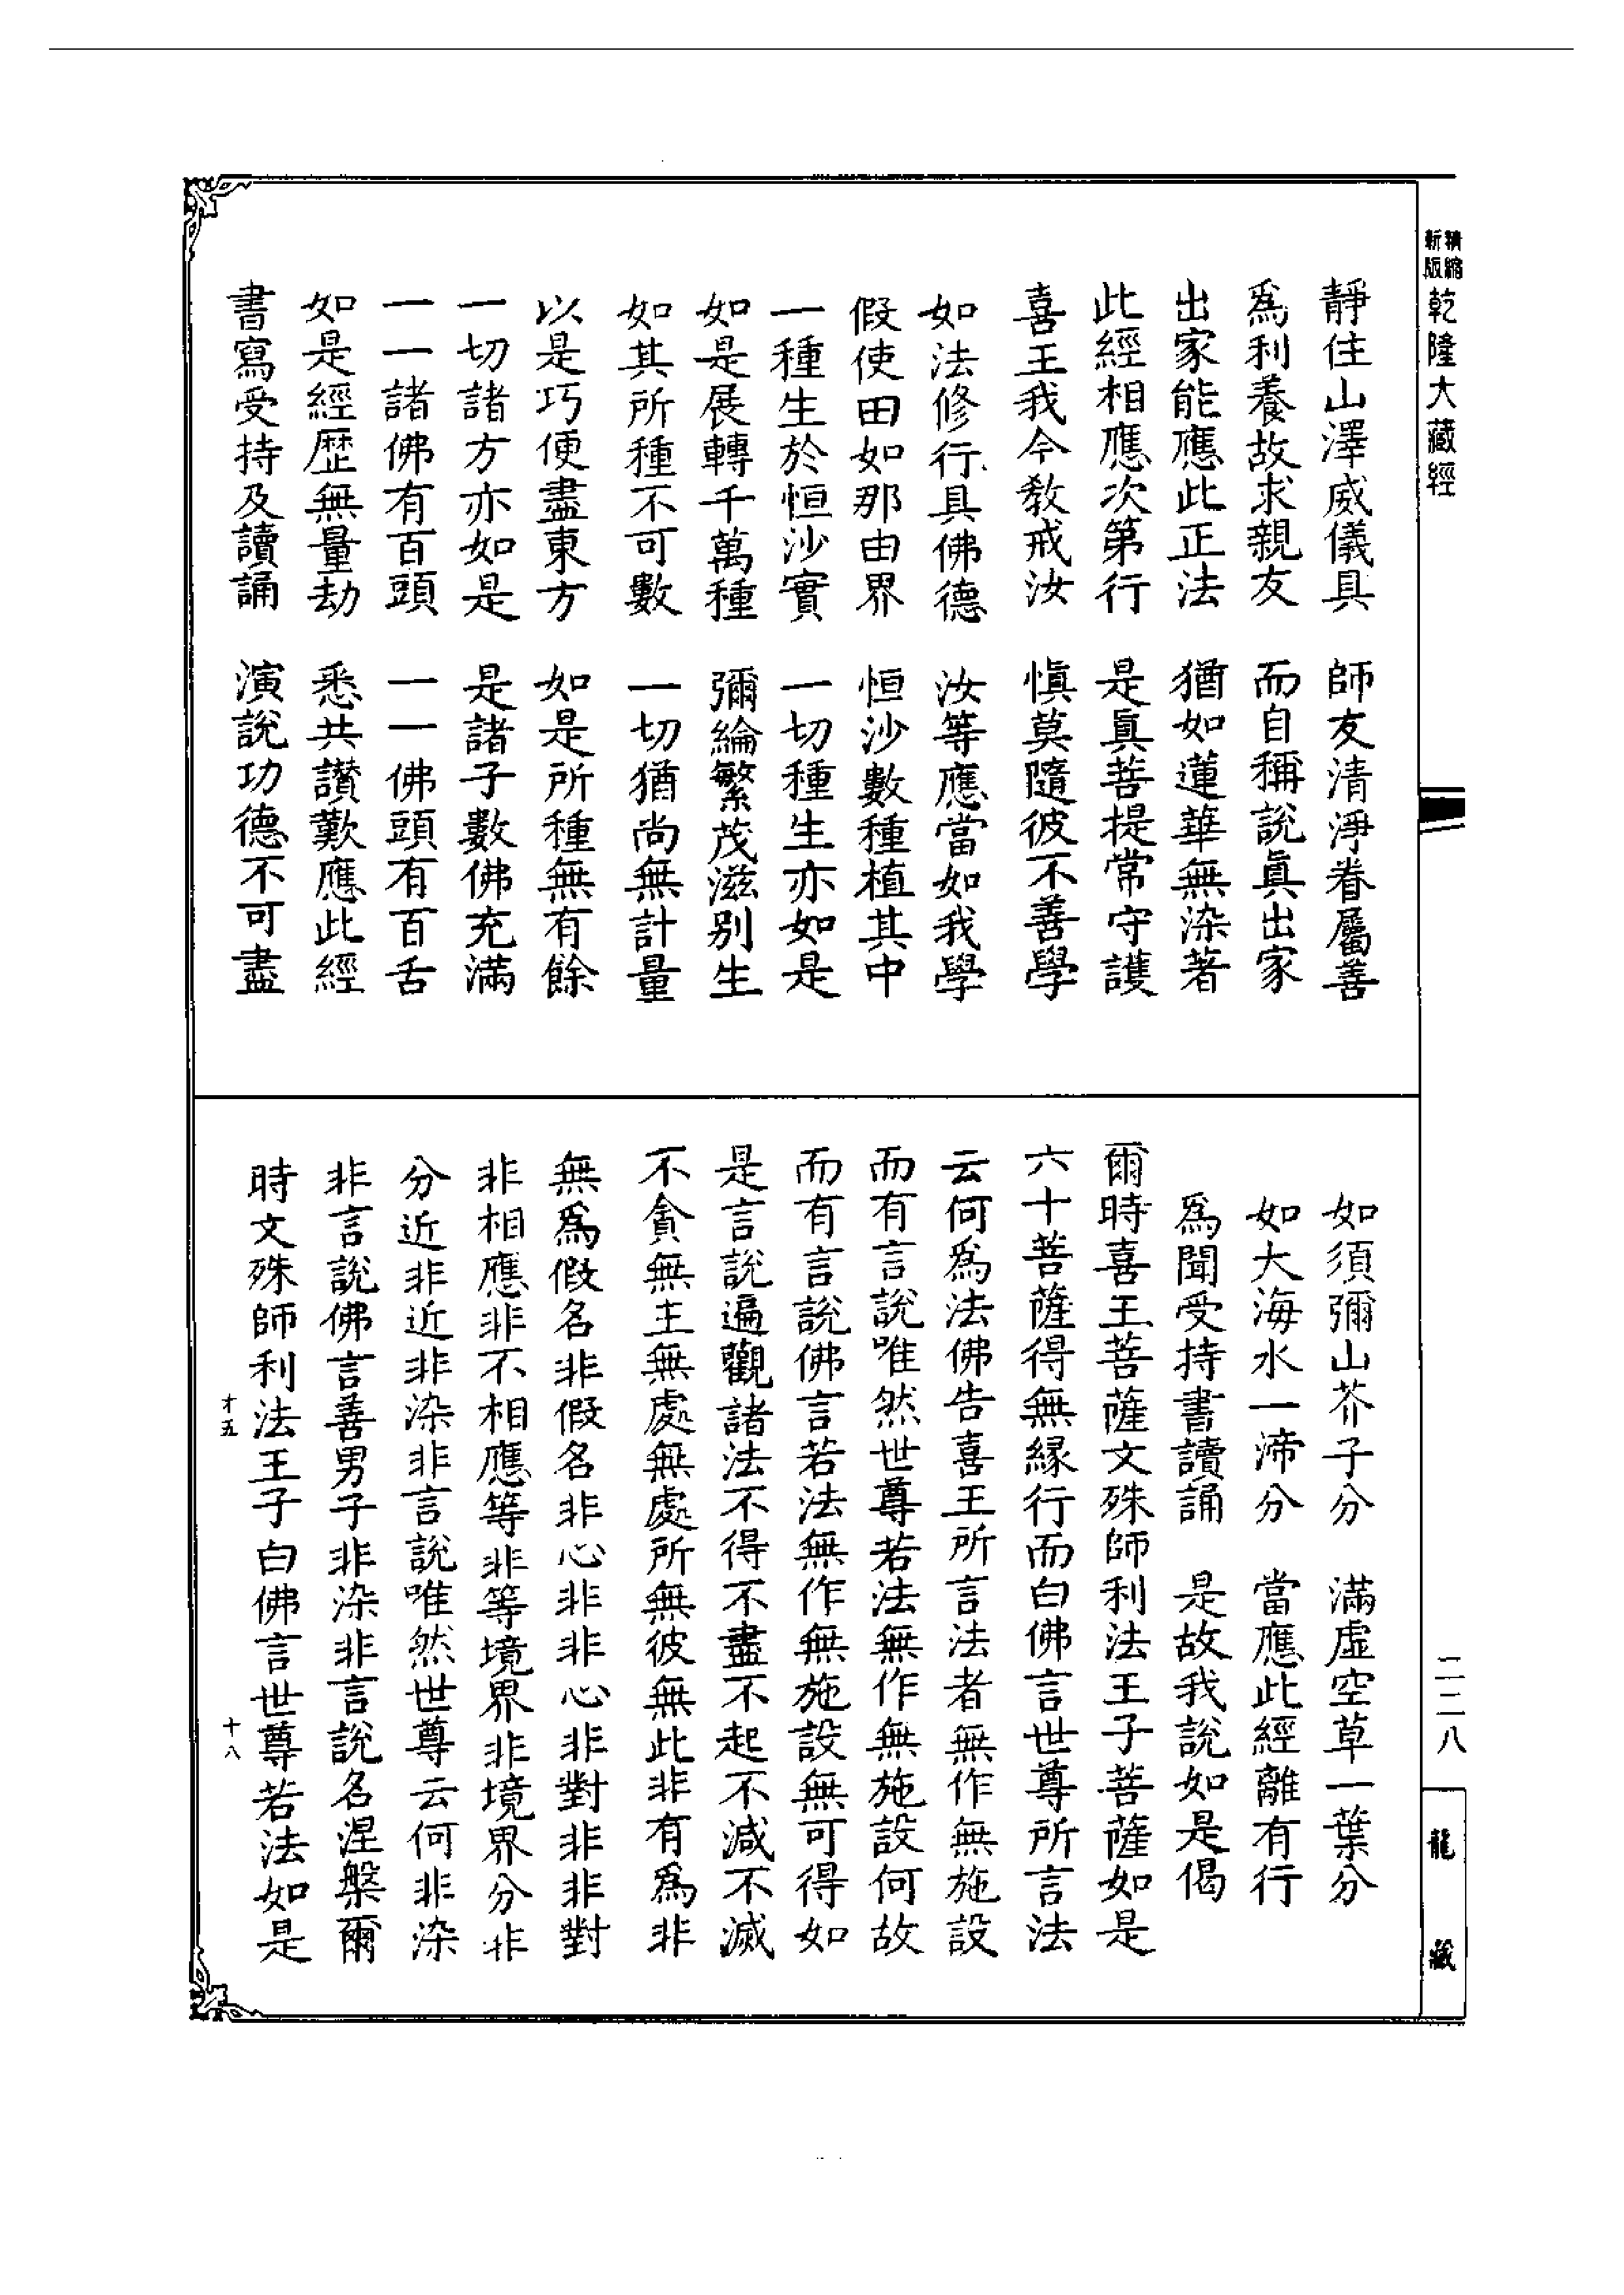 精縮
新版
乾隆大藏經
靜住山澤威儀具　師友清淨眷屬善
爲利養故求親友　而自稱說眞出家
出家能應此正法　猶如蓮華無染著
此經相應次第行　是眞菩提常守護
喜王我今教戒汝　愼莫隨彼不善學
如法修行具佛德　汝等應當如我學
假使田如那由界　恒沙數種植其中
一種生於恒沙實　一切種生亦如是
如是展轉千萬種　彌綸繁茂滋別生
如其所種不可數　一切猶尚無計量
以是巧便盡東方　如是所種無有餘
一切諸方亦如是　是諸子數佛充滿
一一諸佛有百頭　一一佛頭有百舌
如是經歷無量劫　悉共讚歎應此經
書寫受持及讀誦　演說功德不可盡
如須彌山芥子分　滿虛空草一葉分
如大海水一渧分　當應此經離有行
爲聞受持書讀誦　是故我說如是偈
爾時喜王菩薩文殊師利法王子菩薩如是
六十菩薩得無緣行而白佛言世尊所言法
云何爲法佛告喜王所言法者無作無施設
而有言說唯然世尊若法無作無施設何故
而有言說佛言若法無作無施設無可得如
是言說遍觀諸法不得不盡不起不減不滅
不貪無主無處無處所無彼無此非有爲非
無爲假名非假名非心非非心非對非非對
非相應非不相應等非等境界非境界分非
分近非近非染非言說唯然世尊云何非染
非言說佛言善男子非染非言說名涅槃爾
時文殊師利法王子白佛言世尊若法如是
才五
十八
二二八
龍藏